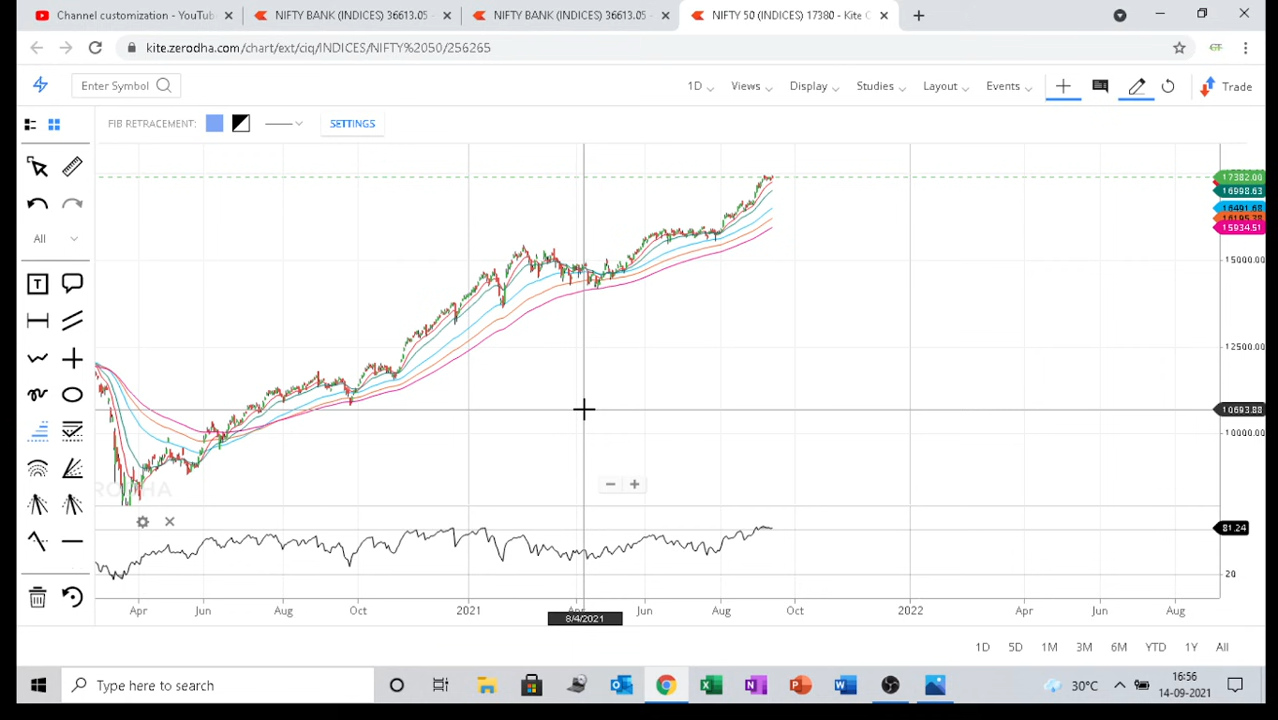 Channel customization - YouTub
NIFTY BANK (INDICES) 36613.05 -
NIFTY BANK (INDICES) 36613.05 -
NIFTY 50 (INDICES) 17380 - Kite C
kite.zerodha.com/chart/ext/ciq/INDICES/NIFTY%2050/256265
Enter Symbol
1D
Views
Display
Studies
Layout
Events
Trade
FIB RETRACEMENT:
SETTINGS
All
17382.00
16998.63
16491.68
15934.51
15000.00
12500.00
10693.88
10000.00
81.24
20
Apr Jun Aug Oct 2021 Jun Aug Oct 2022 Apr Jun Aug
8/4/2021
1D 5D 1M 3M 6M YTD 1Y All
Type here to search
30°C
16:56
14-09-2021